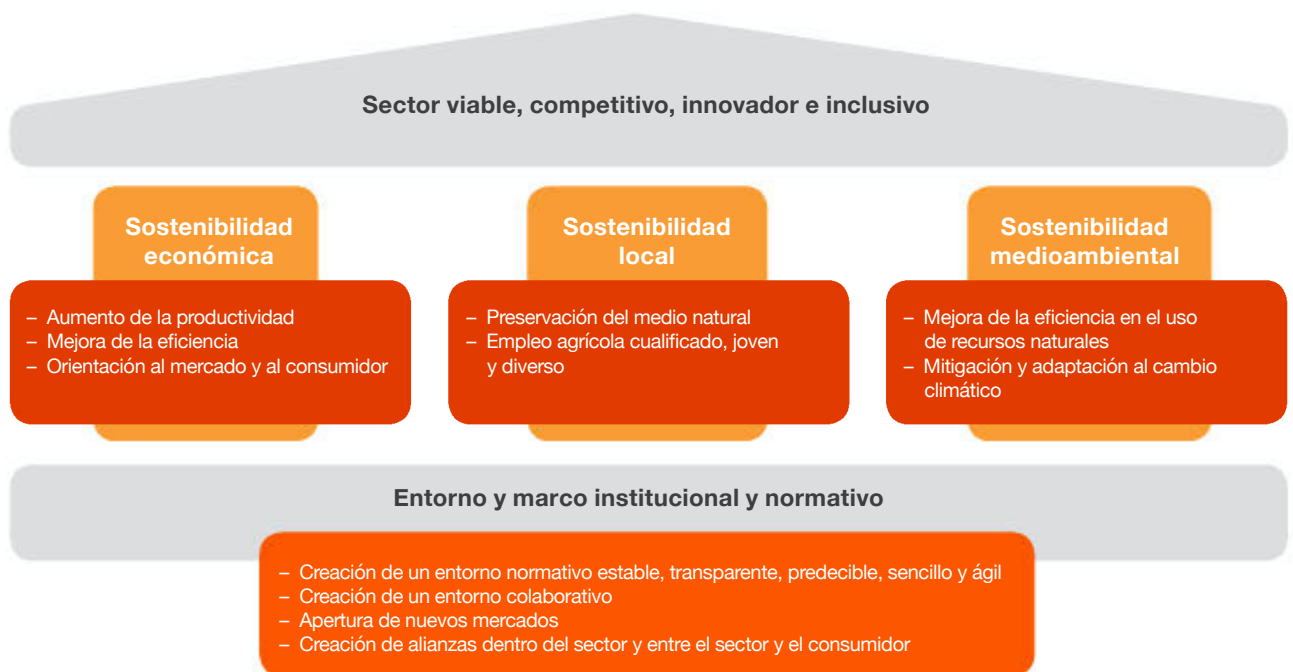 Sector viable, competitivo, innovador e inclusivo
Sostenibilidad
económica
– Aumento de la productividad
– Mejora de la eficiencia
– Orientación al mercado y al consumidor
Sostenibilidad
local
– Preservación del medio natural
– Empleo agrícola cualificado, joven
y diverso
Sostenibilidad
medioambiental
– Mejora de la eficiencia en el uso
de recursos naturales
– Mitigación y adaptación al cambio
climático
Entorno y marco institucional y normativo
– Creación de un entorno normativo estable, transparente, predecible, sencillo y ágil
– Creación de un entorno colaborativo
– Apertura de nuevos mercados
– Creación de alianzas dentro del sector y entre el sector y el consumidor